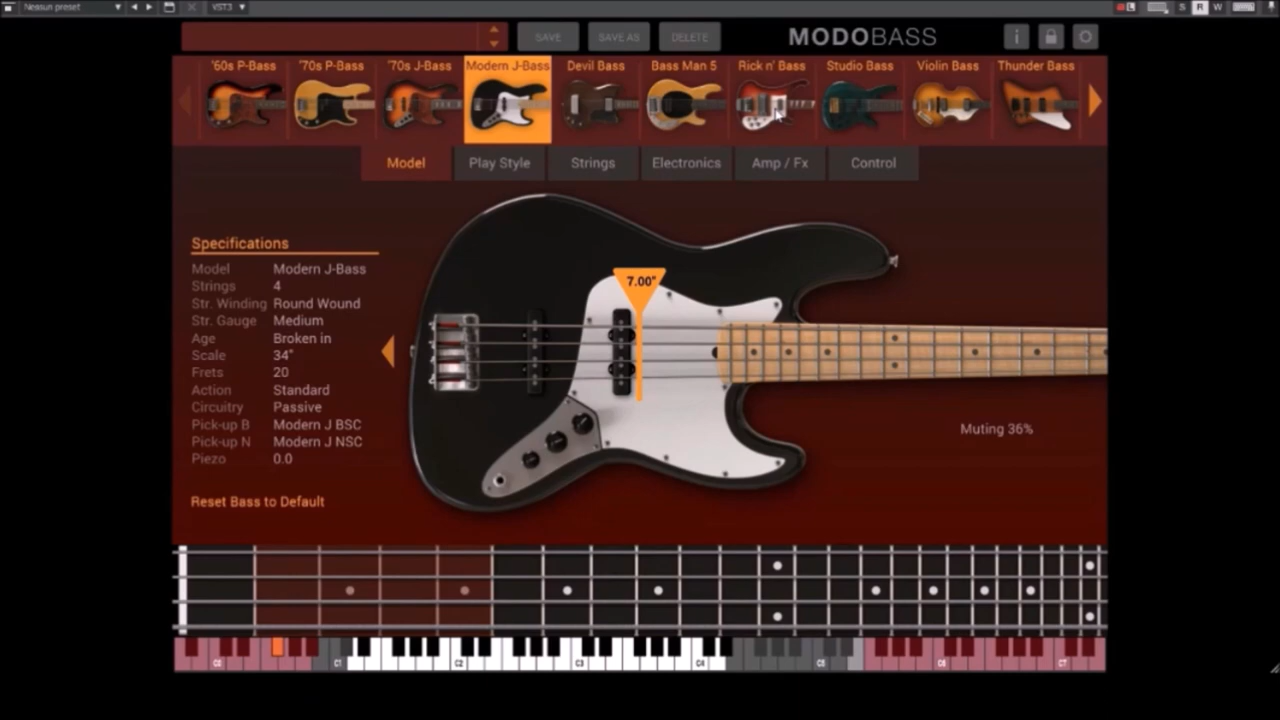 Nessun preset
VST3
L
S R W
SAVE
SAVE AS
DELETE
MODOBASS
i
'60s P-Bass
'70s P-Bass
'70s J-Bass
Modern J-Bass
Devil Bass
Bass Man 5
Rick n' Bass
Studio Bass
Violin Bass
Thunder Bass
Model
Play Style
Strings
Electronics
Amp / Fx
Control
Specifications
Model Modern J-Bass
Strings 4
Str. Winding Round Wound
Str. Gauge Medium
Age Broken in
Scale 34"
Frets 20
Action Standard
Circuitry Passive
Pick-up B Modern J BSC
Pick-up N Modern J NSC
Piezo 0.0
Reset Bass to Default
7.00"
Muting 36%
C0 C1 C2 C3 C4 C5 C6 C7